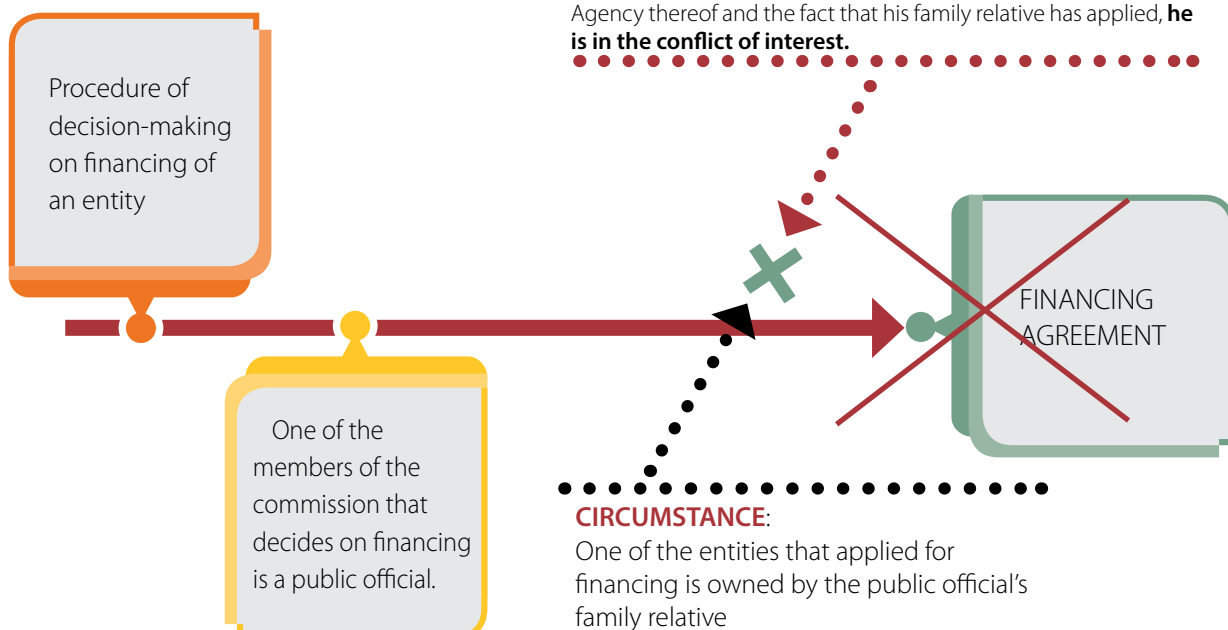 Agency thereof and the fact that his family relative has applied, he
is in the conflict of interest.
Procedure of
decision-making
on financing of
an entity
FINANCING
AGREEMENT
One of the
members of the
commission that
decides on financing
is a public official.
CIRCUMSTANCE:
One of the entities that applied for
financing is owned by the public official’s
family relative